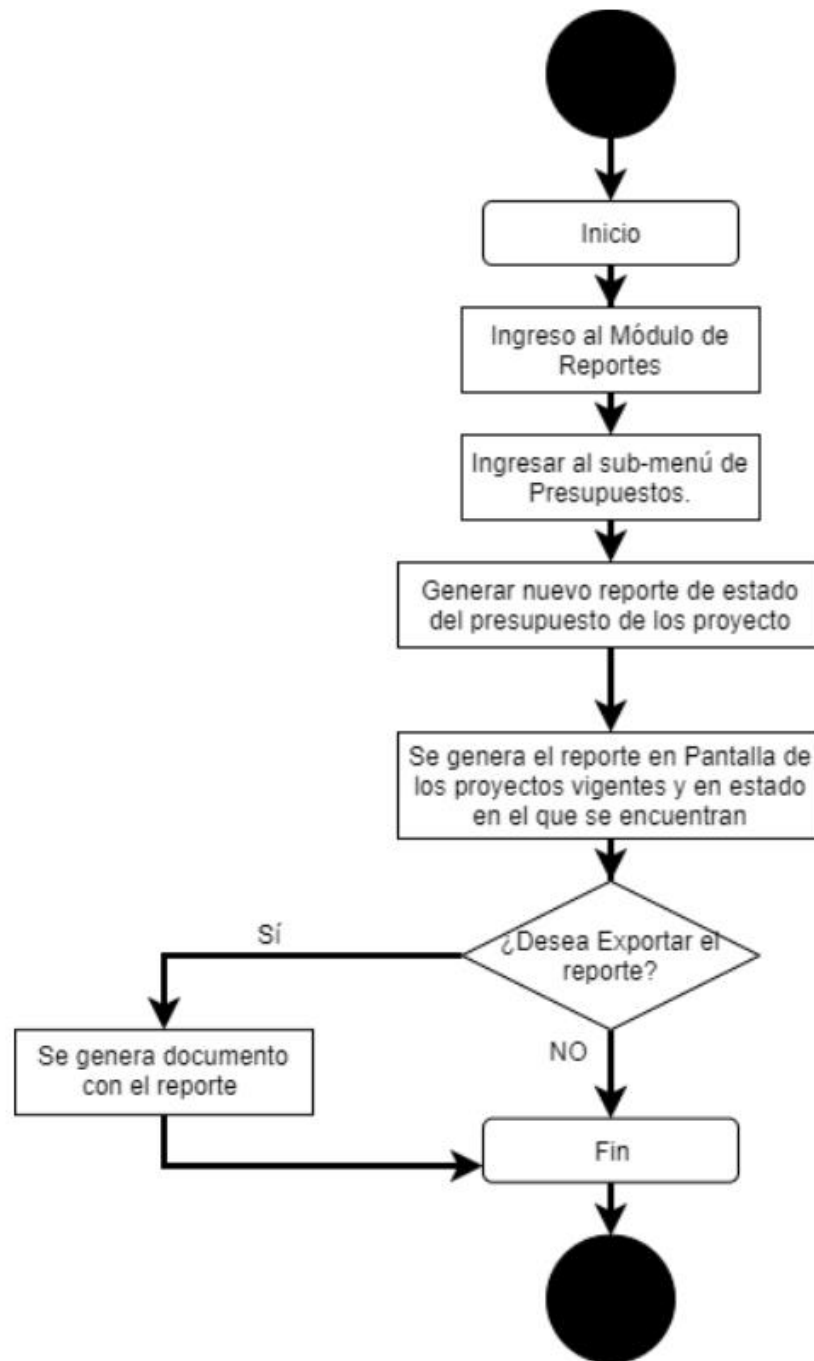 Inicio
Ingreso al Módulo de
Reportes
Ingresar al sub-menú de
Presupuestos.
Generar nuevo reporte de estado
del presupuesto de los proyecto
Se genera el reporte en Pantalla de
los proyectos vigentes y en estado
en el que se encuentran
¿Desea Exportar el
reporte?
Sí
Se genera documento
con el reporte
NO
Fin